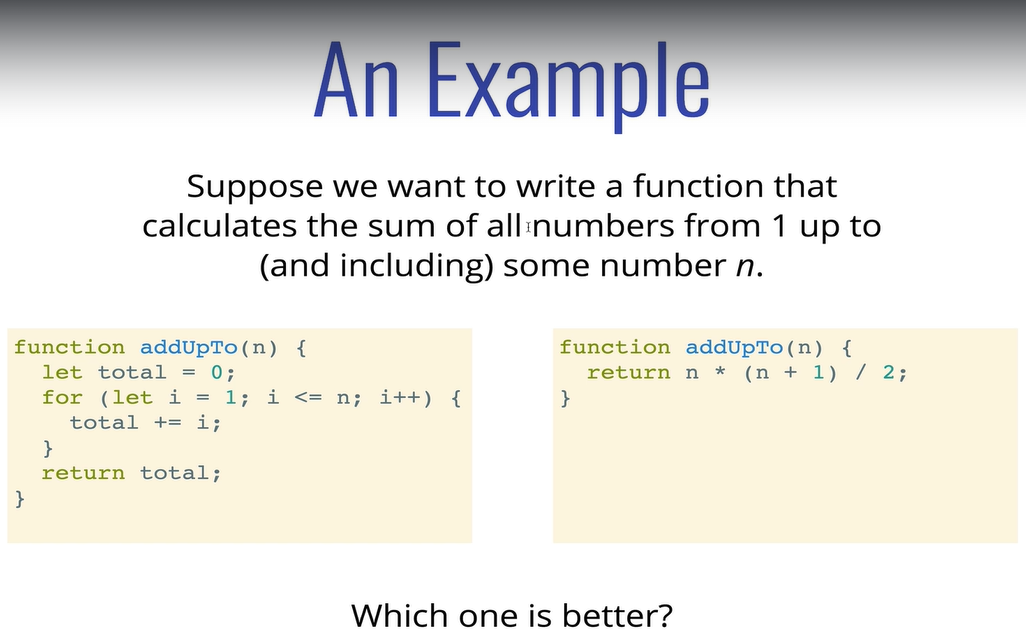 An Example
Suppose we want to write a function that
calculates the sum of all numbers from 1 up to
(and including) some number n.
function addUpTo(n) {
  let total = 0;
  for (let i = 1; i <= n; i++) {
    total += i;
  }
  return total;
}
function addUpTo(n) {
  return n * (n + 1) / 2;
}
Which one is better?